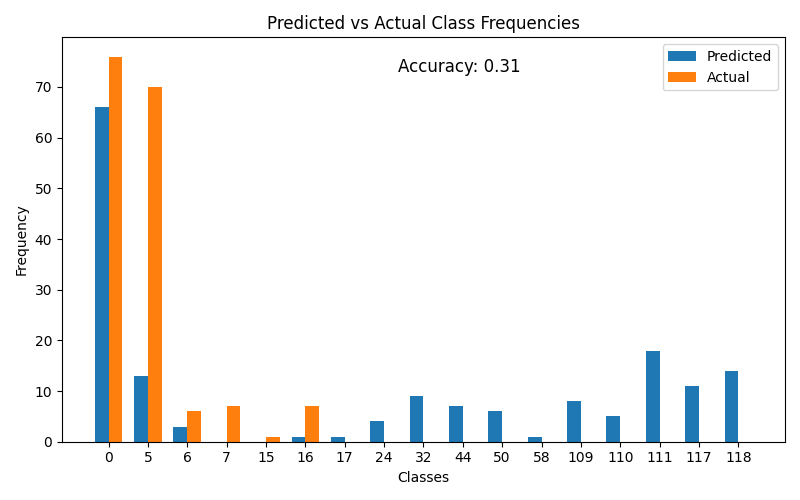 Predicted vs Actual Class Frequencies
Accuracy: 0.31
Predicted
Actual
Frequency
70
60
50
40
30
20
10
0
0 5 6 7 15 16 17 24 32 44 50 58 109 110 111 117 118
Classes